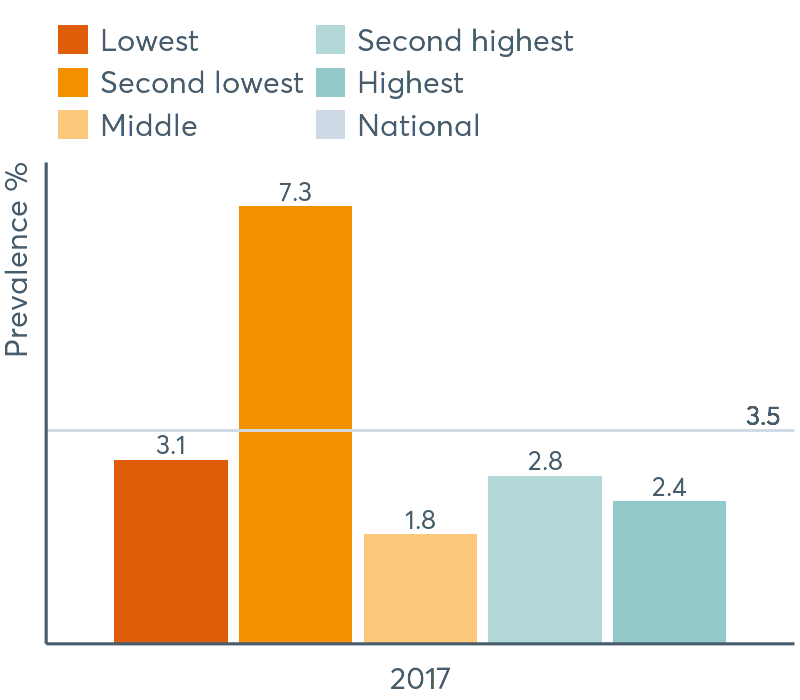 Lowest
Second highest
Second lowest
Highest
Middle
National
Prevalence %
7.3
3.5
3.1
2.8
2.4
1.8
2017